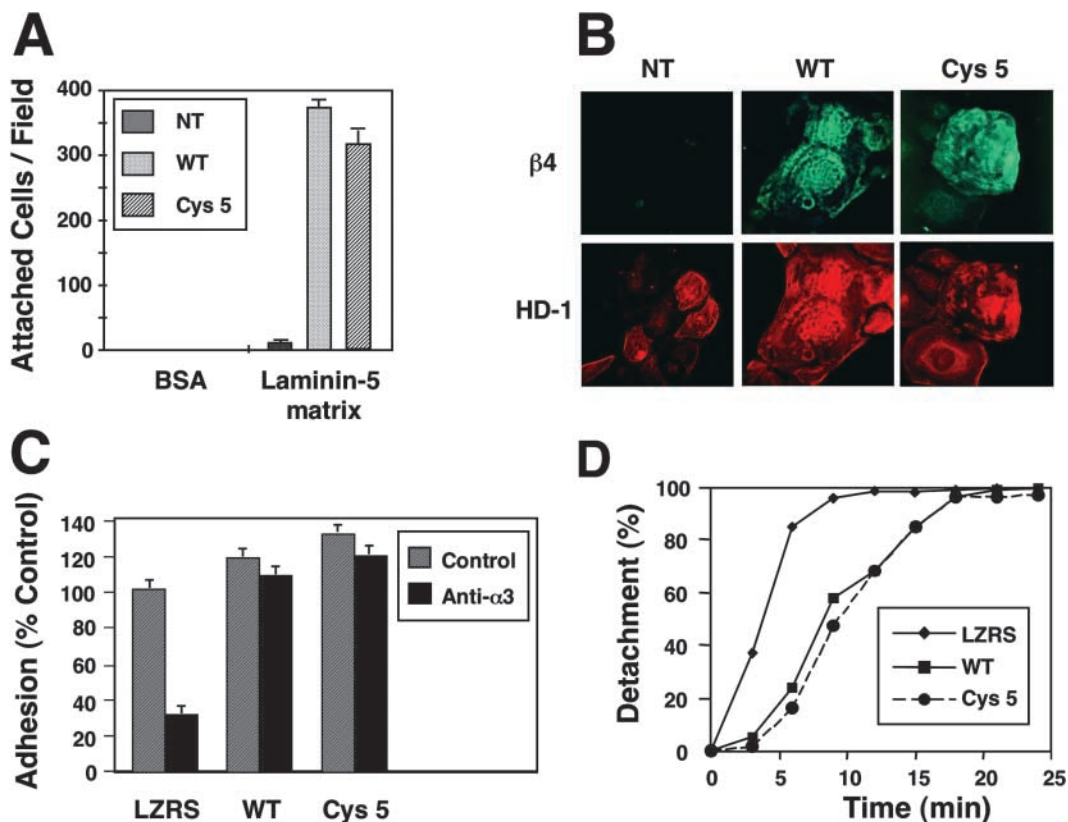 A
Attached Cells / Field
400
300
200
100
0
NT
WT
Cys 5
BSA
Laminin-5
matrix
B
NT WT Cys 5
β4
HD-1
C
Adhesion (% Control)
140
120
100
80
60
40
20
0
Control
Anti-α3
LZRS WT Cys 5
D
Detachment (%)
100
80
60
40
20
0
LZRS
WT
Cys 5
0 5 10 15 20 25
Time (min)